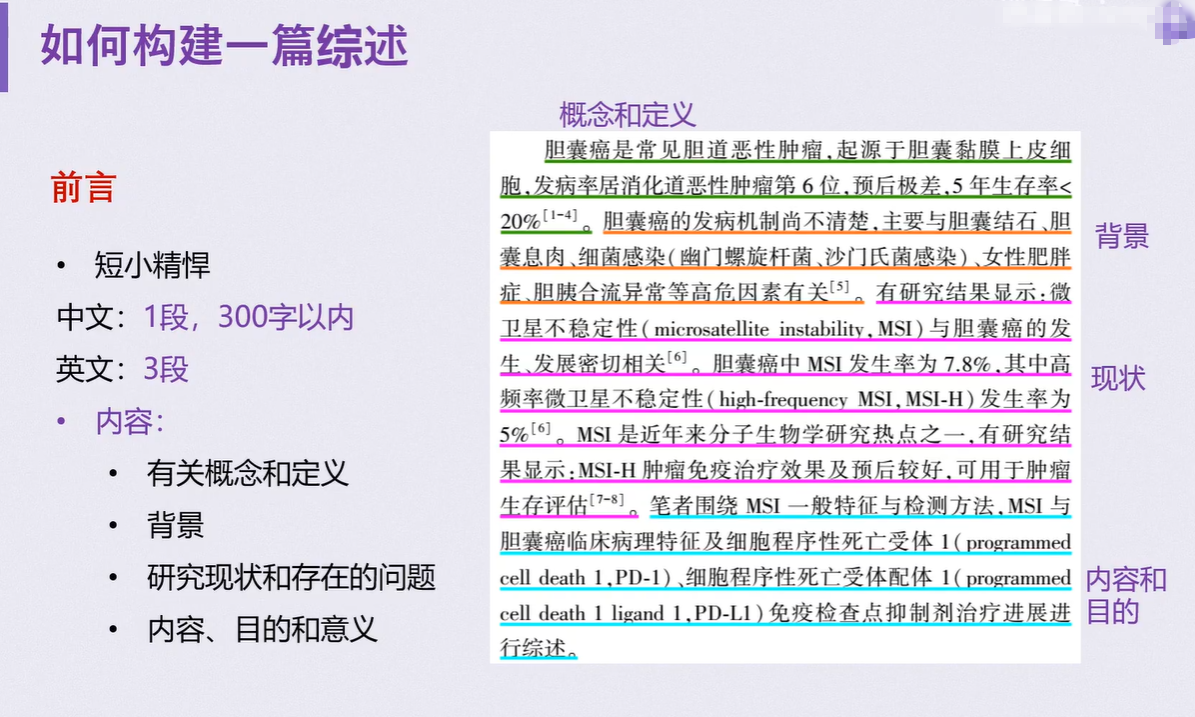 如何构建一篇综述
前言
• 短小精悍
中文：1段，300字以内
英文：3段
• 内容：
• 有关概念和定义
• 背景
• 研究现状和存在的问题
• 内容、目的和意义
概念和定义
胆囊癌是常见胆道恶性肿瘤,起源于胆囊黏膜上皮细
胞,发病率居消化道恶性肿瘤第 6 位,预后极差,5 年生存率<
20%[1-4]。胆囊癌的发病机制尚不清楚,主要与胆囊结石、胆
囊息肉、细菌感染(幽门螺旋杆菌、沙门氏菌感染)、女性肥胖
症、胆胰合流异常等高危因素有关[5]。有研究结果显示:微
卫星不稳定性(microsatellite instability,MSI)与胆囊癌的发
生、发展密切相关[6]。胆囊癌中 MSI 发生率为 7.8%,其中高
频率微卫星不稳定性(high-frequency MSI,MSI-H)发生率为
5%[6]。MSI 是近年来分子生物学研究热点之一,有研究结
果显示:MSI-H 肿瘤免疫治疗效果及预后较好,可用于肿瘤
生存评估[7-8]。笔者围绕 MSI 一般特征与检测方法,MSI 与
胆囊癌临床病理特征及细胞程序性死亡受体 1(programmed
cell death 1,PD-1)、细胞程序性死亡受体配体 1(programmed
cell death 1 ligand 1,PD-L1)免疫检查点抑制剂治疗进展进
行综述。
背景
现状
内容和
目的